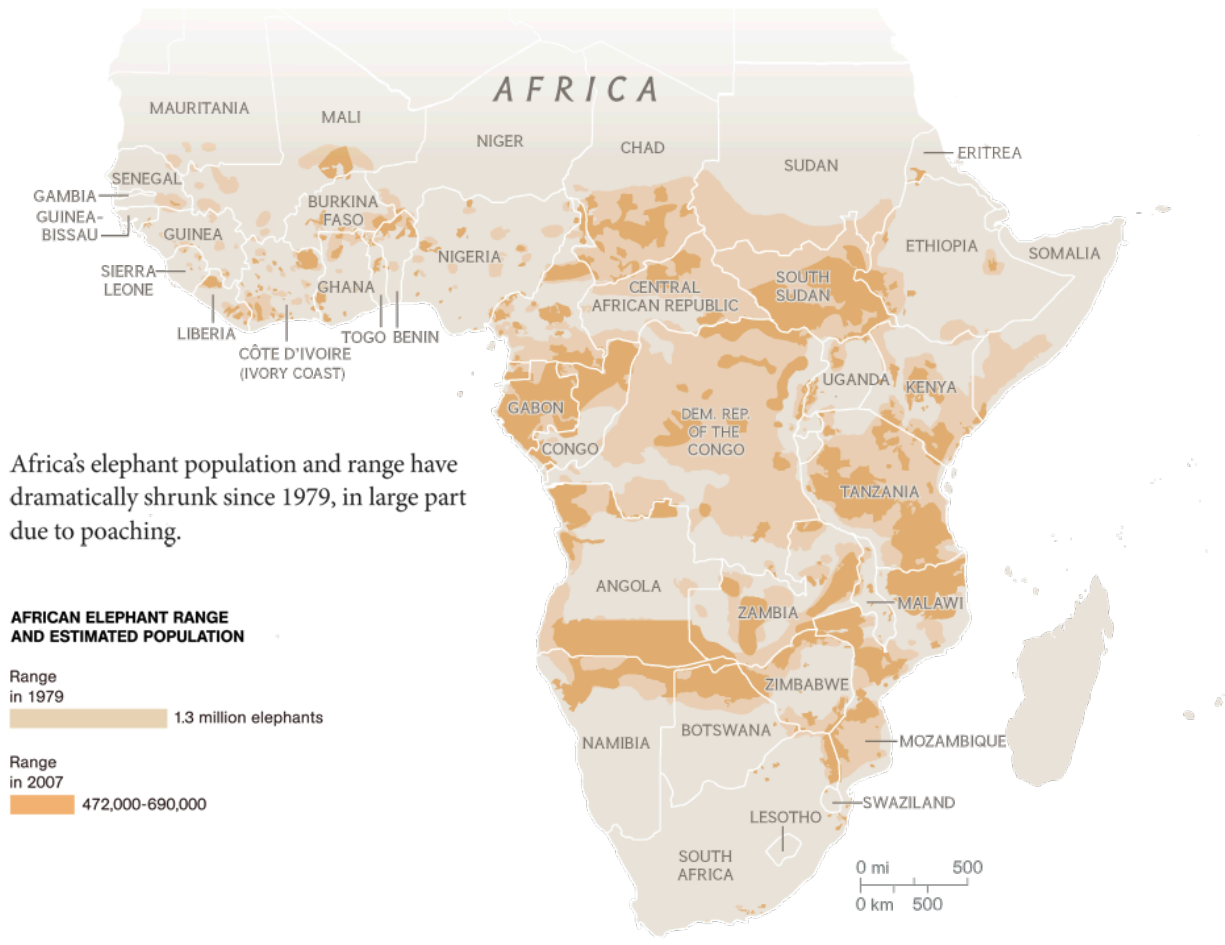 AFRICA
MAURITANIA
MALI
NIGER
CHAD
SUDAN
ERITREA
SENEGAL
GAMBIA
GUINEA-
BISSAU
GUINEA
BURKINA
FASO
NIGERIA
ETHIOPIA
SOMALIA
SIERRA
LEONE
GHANA
CENTRAL
AFRICAN REPUBLIC
SOUTH
SUDAN
LIBERIA
CÔTE D'IVOIRE
(IVORY COAST)
TOGO
BENIN
UGANDA
KENYA
GABON
CONGO
DEM. REP.
OF THE
CONGO
TANZANIA
Africa's elephant population and range have
dramatically shrunk since 1979, in large part
due to poaching.
ANGOLA
ZAMBIA
MALAWI
AFRICAN ELEPHANT RANGE
AND ESTIMATED POPULATION
Range
in 1979
1.3 million elephants
Range
in 2007
472,000-690,000
ZIMBABWE
NAMIBIA
BOTSWANA
MOZAMBIQUE
SWAZILAND
LESOTHO
SOUTH
AFRICA
0 mi 500
0 km 500